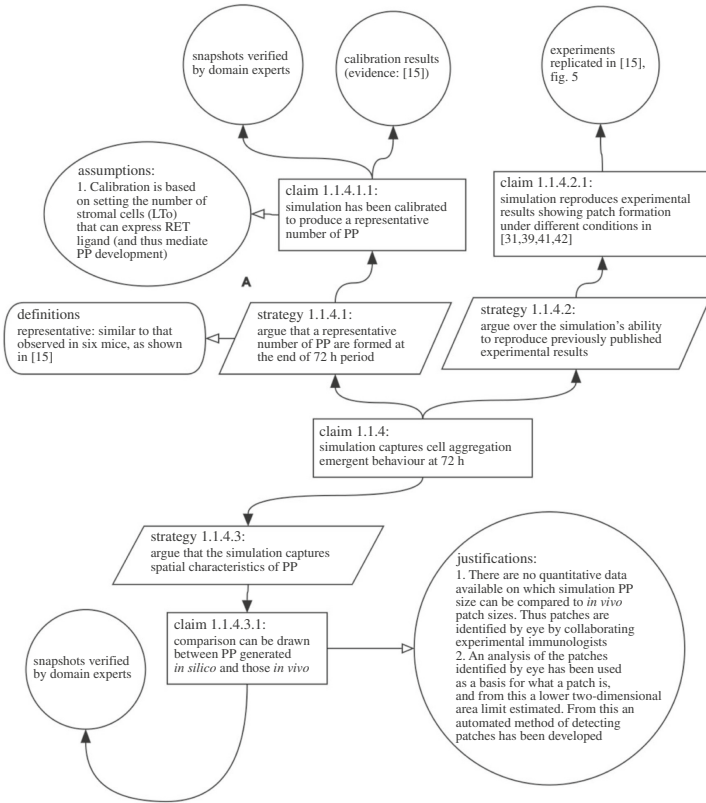 snapshots verified
by domain experts
calibration results
(evidence: [15])
experiments
replicated in [15],
fig. 5
assumptions:
1. Calibration is based
on setting the number of
stromal cells (LTo)
that can express RET
ligand (and thus mediate
PP development)
claim 1.1.4.1.1:
simulation has been calibrated
to produce a representative
number of PP
claim 1.1.4.2.1:
simulation reproduces experimental
results showing patch formation
under different conditions in
[31,39,41,42]
A
definitions
representative: similar to that
observed in six mice, as shown
in [15]
strategy 1.1.4.1:
argue that a representative
number of PP are formed at
the end of 72 h period
strategy 1.1.4.2:
argue over the simulation's ability
to reproduce previously published
experimental results
claim 1.1.4:
simulation captures cell aggregation
emergent behaviour at 72 h
strategy 1.1.4.3:
argue that the simulation captures
spatial characteristics of PP
claim 1.1.4.3.1:
comparison can be drawn
between PP generated
in silico and those in vivo
snapshots verified
by domain experts
justifications:
1. There are no quantitative data
available on which simulation PP
size can be compared to in vivo
patch sizes. Thus patches are
identified by eye by collaborating
experimental immunologists
2. An analysis of the patches
identified by eye has been used
as a basis for what a patch is,
and from this a lower two-dimensional
area limit estimated. From this an
automated method of detecting
patches has been developed